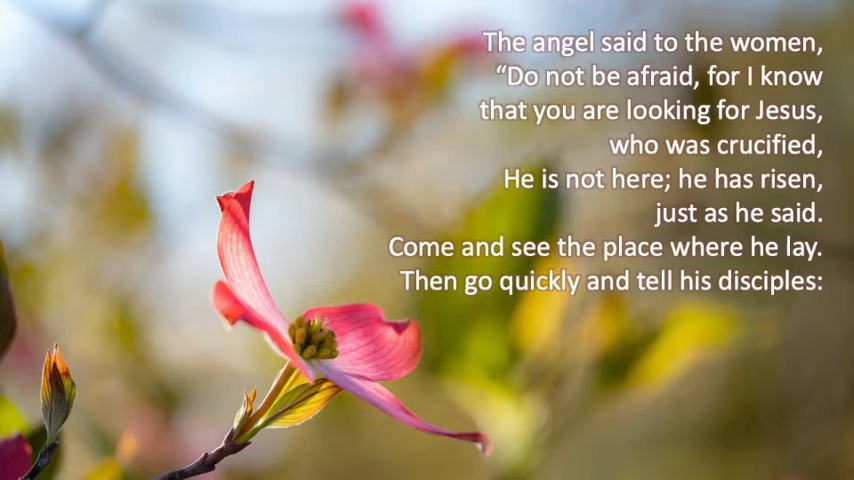 The angel said to the women,
“Do not be afraid, for I know
that you are looking for Jesus,
who was crucified,
He is not here; he has risen,
just as he said.
Come and see the place where he lay.
Then go quickly and tell his disciples: